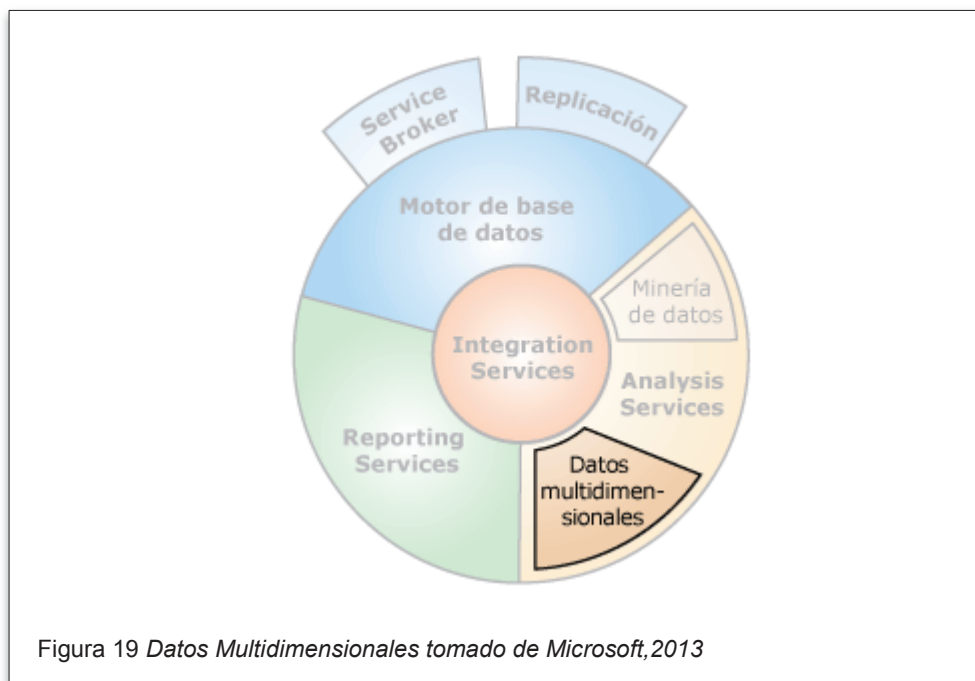 Service
Broker
Replicación
Motor de base
de datos
Minería
de datos
Integration
Services
Analysis
Services
Reporting
Services
Datos
multidimen-
sionales
Figura 19 Datos Multidimensionales tomado de Microsoft,2013